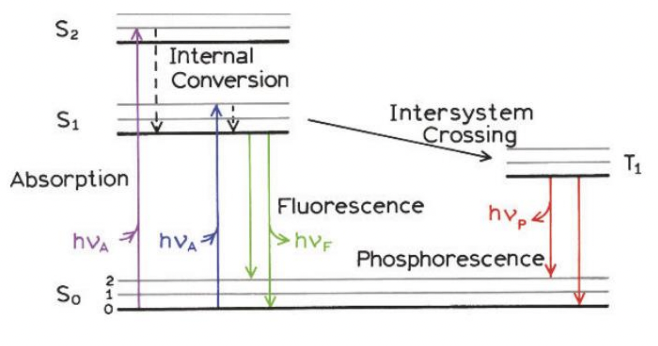 S₂
Internal
Conversion
S₁
Intersystem
Crossing
T₁
Absorption
Fluorescence
hνₚ
hνA
hνA
hνF
Phosphorescence
S₀
2
1
0